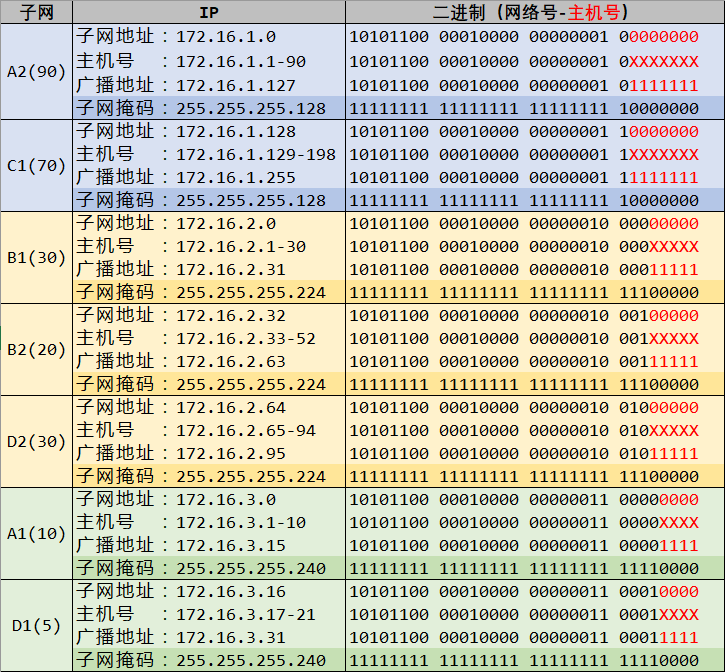 子网 IP 二进制（网络号-主机号）
A2(90)
子网地址：172.16.1.0 10101100 00010000 00000001 00000000
主机号 ：172.16.1.1-90 10101100 00010000 00000001 0XXXXXXX
广播地址：172.16.1.127 10101100 00010000 00000001 01111111
子网掩码：255.255.255.128 11111111 11111111 11111111 10000000
C1(70)
子网地址：172.16.1.128 10101100 00010000 00000001 10000000
主机号 ：172.16.1.129-198 10101100 00010000 00000001 1XXXXXXX
广播地址：172.16.1.255 10101100 00010000 00000001 11111111
子网掩码：255.255.255.128 11111111 11111111 11111111 10000000
B1(30)
子网地址：172.16.2.0 10101100 00010000 00000010 00000000
主机号 ：172.16.2.1-30 10101100 00010000 00000010 000XXXXX
广播地址：172.16.2.31 10101100 00010000 00000010 00011111
子网掩码：255.255.255.224 11111111 11111111 11111111 11100000
B2(20)
子网地址：172.16.2.32 10101100 00010000 00000010 00100000
主机号 ：172.16.2.33-52 10101100 00010000 00000010 001XXXXX
广播地址：172.16.2.63 10101100 00010000 00000010 00111111
子网掩码：255.255.255.224 11111111 11111111 11111111 11100000
D2(30)
子网地址：172.16.2.64 10101100 00010000 00000010 01000000
主机号 ：172.16.2.65-94 10101100 00010000 00000010 010XXXXX
广播地址：172.16.2.95 10101100 00010000 00000010 01011111
子网掩码：255.255.255.224 11111111 11111111 11111111 11100000
A1(10)
子网地址：172.16.3.0 10101100 00010000 00000011 00000000
主机号 ：172.16.3.1-10 10101100 00010000 00000011 0000XXXX
广播地址：172.16.3.15 10101100 00010000 00000011 00001111
子网掩码：255.255.255.240 11111111 11111111 11111111 11110000
D1(5)
子网地址：172.16.3.16 10101100 00010000 00000011 00010000
主机号 ：172.16.3.17-21 10101100 00010000 00000011 0001XXXX
广播地址：172.16.3.31 10101100 00010000 00000011 00011111
子网掩码：255.255.255.240 11111111 11111111 11111111 11110000